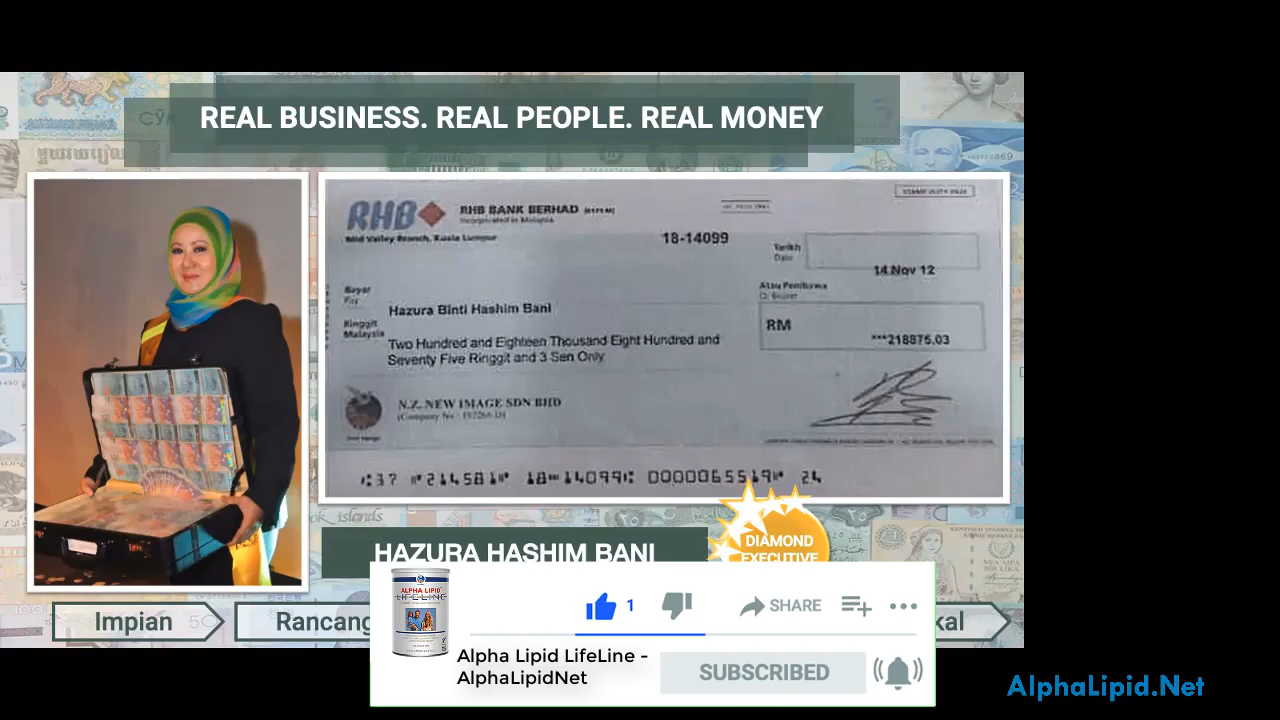 REAL BUSINESS. REAL PEOPLE. REAL MONEY
RHB
RHB BANK BERHAD
Incorporated in Malaysia
Mid Valley Branch, Kuala Lumpur
18-14099
Tarikh
Date
14 Nov 12
Bayar
Pay
Hazura Binti Hashim Bani
Atau Pembawa
Or Bearer
Ringgit
Malaysia
Two Hundred and Eighteen Thousand Eight Hundred and
Seventy Five Ringgit and 3 Sen Only
RM
***218875.03
N.Z. NEW IMAGE SDN BHD
HAZURA HASHIM BANI
DIAMOND
EXECUTIVE
Impian
Rancang
kal
ALPHA LIPID
LIFELINE
1
SHARE
Alpha Lipid LifeLine -
AlphaLipidNet
SUBSCRIBED
AlphaLipid.Net